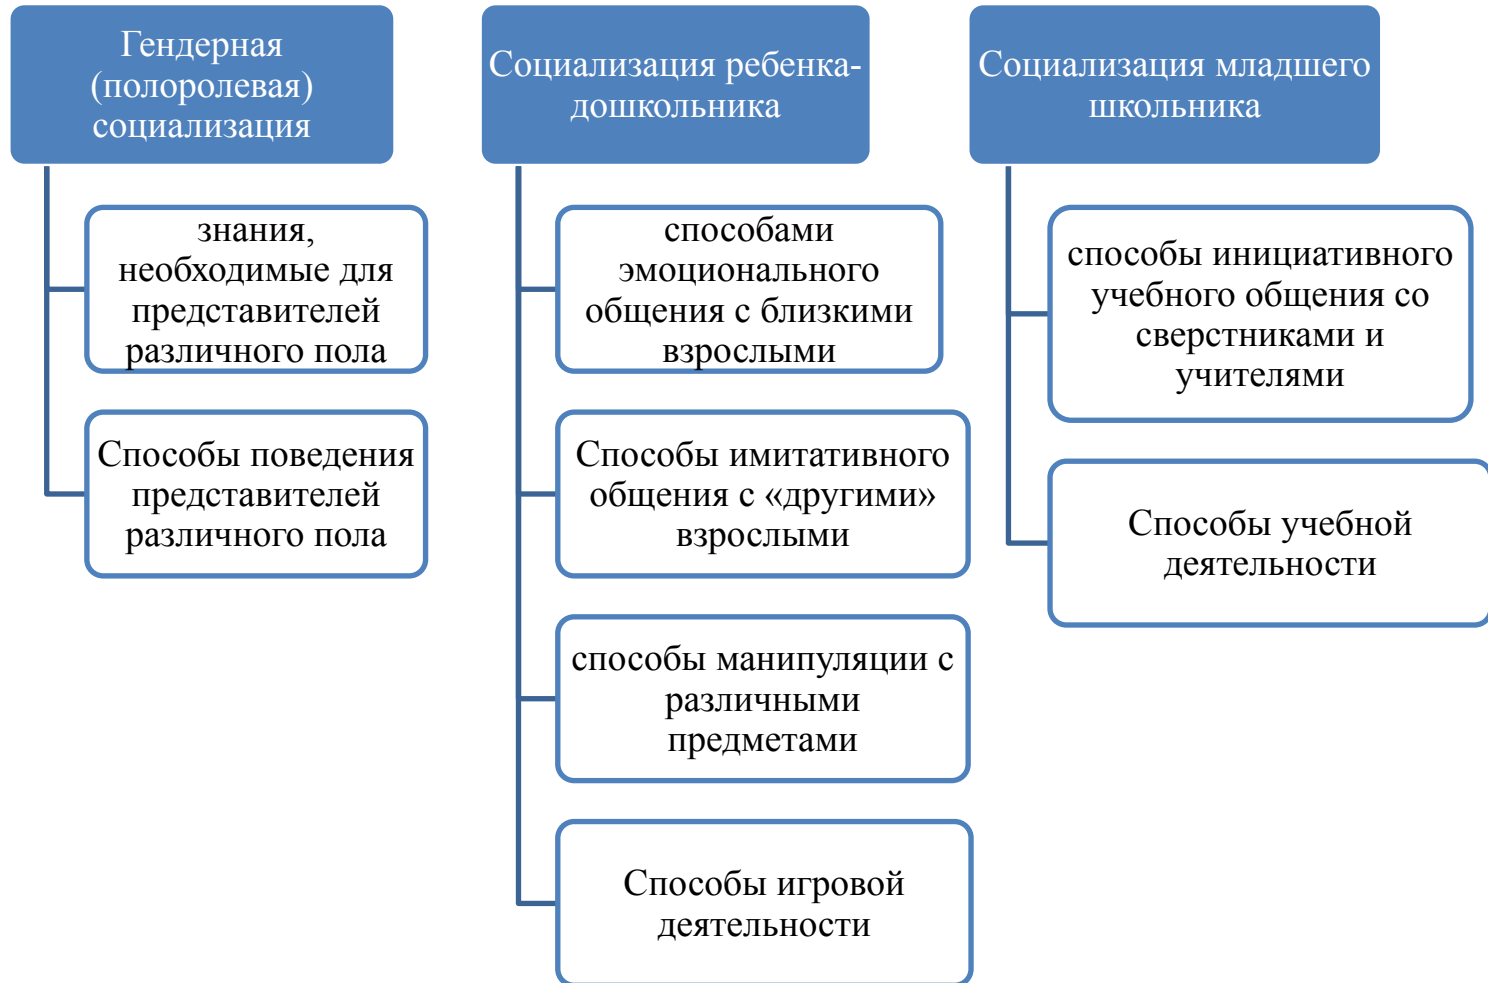 Гендерная
(полоролевая)
социализация
знания,
необходимые для
представителей
различного пола
Способы поведения
представителей
различного пола
Социализация ребенка-
дошкольника
способами
эмоционального
общения с близкими
взрослыми
Способы имитативного
общения с «другими»
взрослыми
способы манипуляции с
различными
предметами
Способы игровой
деятельности
Социализация младшего
школьника
способы инициативного
учебного общения со
сверстниками и
учителями
Способы учебной
деятельности